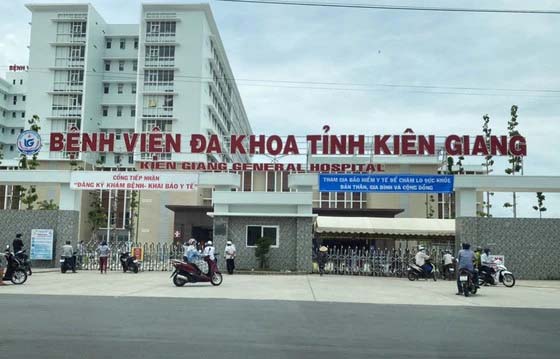 BỆNH
BỆNH VIỆN ĐA KHOA TỈNH KIÊN GIANG
KIEN GIANG GENERAL HOSPITAL
CỔNG TIẾP NHẬN
"ĐĂNG KÝ KHÁM BỆNH- KHAI BÁO Y TẾ"
THAM GIA BẢO HIỂM Y TẾ ĐỂ CHĂM LO SỨC KHỎE
BẢN THÂN, GIA ĐÌNH VÀ CỘNG ĐỒNG